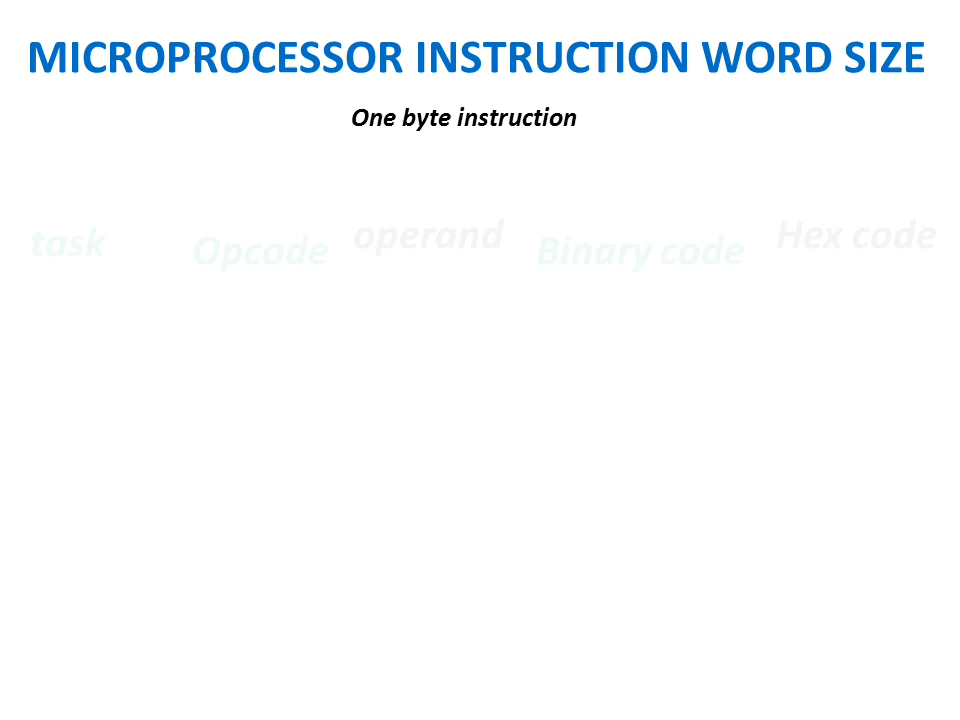 MICROPROCESSOR INSTRUCTION WORD SIZE
One byte instruction
task Opcode operand Binary code Hex code